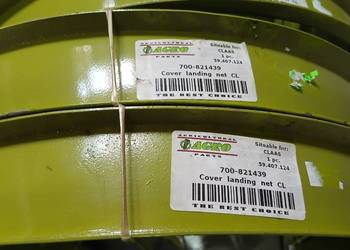 AGRICULTURAL
AGRO
PARTS
Siteable for:
CLAAS
1 pc.
59.407.124
700-821439
Cover landing net CL
THE BEST CHOICE
AGRICULTURAL
AGRO
PARTS
Siteable for:
CLAAS
1 pc.
59.407.124
700-821439
Cover landing net CL
THE BEST CHOICE